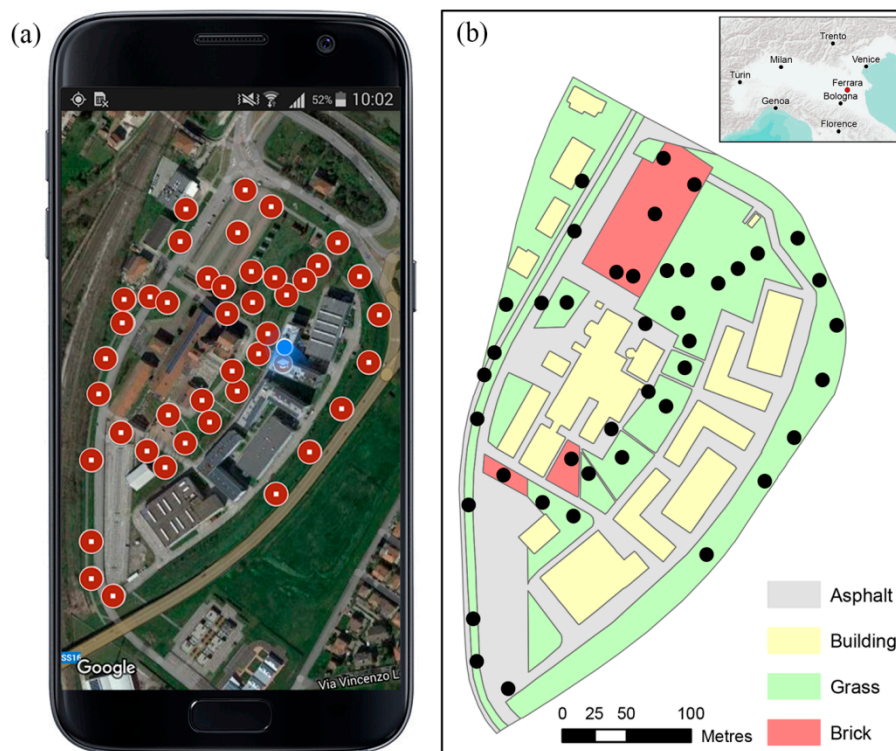 (a)
52% 10:02
SS16
Google
Via Vincenzo L
(b)
Trento
Milan
Venice
Turin
Ferrara
Bologna
Genoa
Florence
Asphalt
Building
Grass
Brick
0 25 50 100
Metres